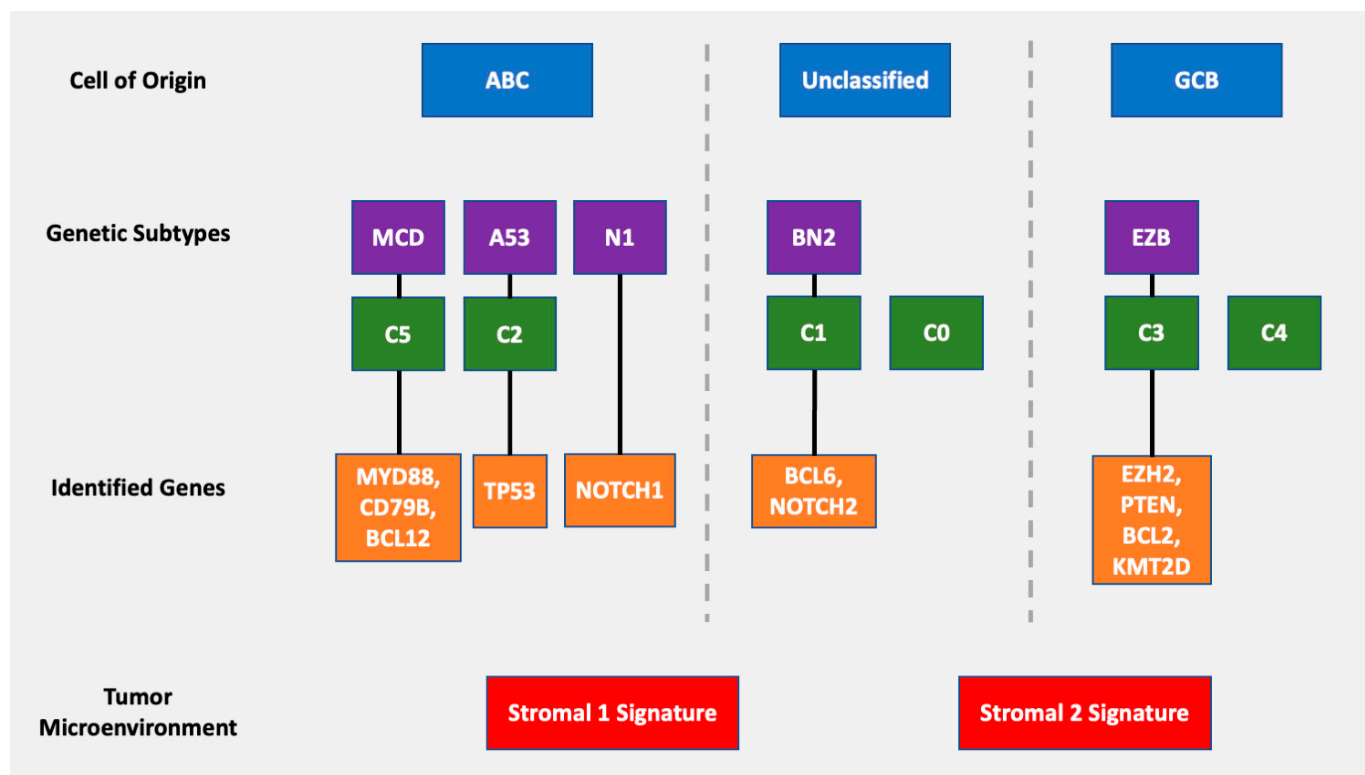 Cell of Origin
ABC
Unclassified
GCB
Genetic Subtypes
MCD
A53
N1
BN2
EZB
C5
C2
C1
C0
C3
C4
Identified Genes
MYD88,
CD79B,
BCL12
TP53
NOTCH1
BCL6,
NOTCH2
EZH2,
PTEN,
BCL2,
KMT2D
Tumor
Microenvironment
Stromal 1 Signature
Stromal 2 Signature